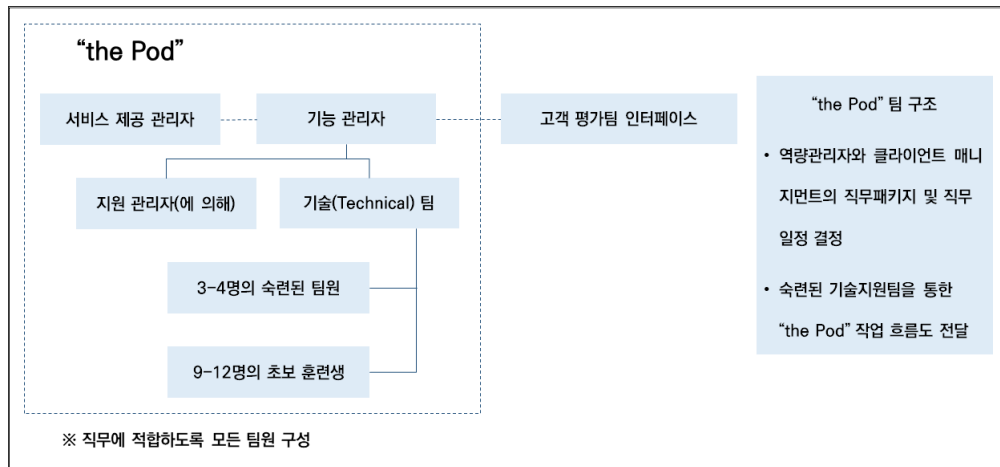 “the Pod”
서비스 제공 관리자
기능 관리자
고객 평가팀 인터페이스
지원 관리자(에 의해)
기술(Technical) 팀
3-4명의 숙련된 팀원
9-12명의 초보 훈련생
※ 직무에 적합하도록 모든 팀원 구성
“the Pod” 팀 구조
• 역량관리자와 클라이언트 매니
지먼트의 직무패키지 및 직무
일정 결정
• 숙련된 기술지원팀을 통한
“the Pod” 작업 흐름도 전달